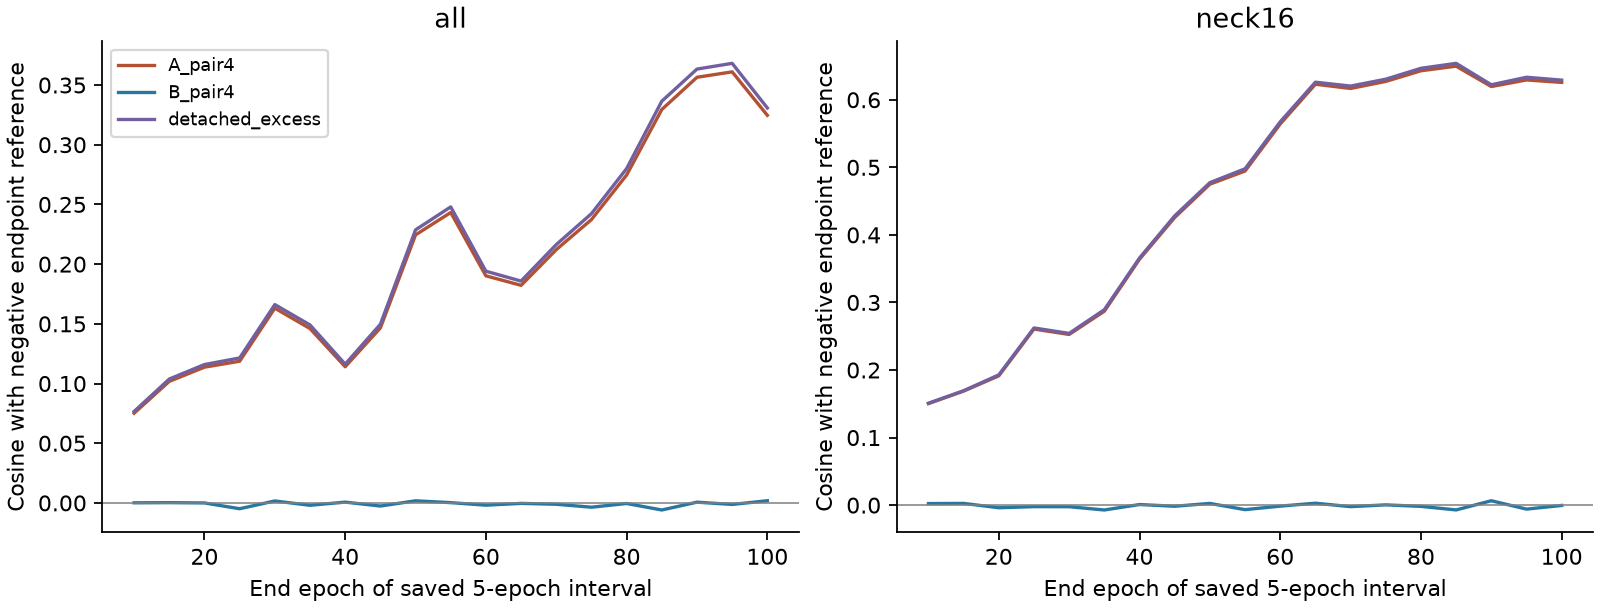 all
Cosine with negative endpoint reference
A_pair4
B_pair4
detached_excess
0.35
0.30
0.25
0.20
0.15
0.10
0.05
0.00
20 40 60 80 100
End epoch of saved 5-epoch interval
neck16
Cosine with negative endpoint reference
0.6
0.5
0.4
0.3
0.2
0.1
0.0
20 40 60 80 100
End epoch of saved 5-epoch interval